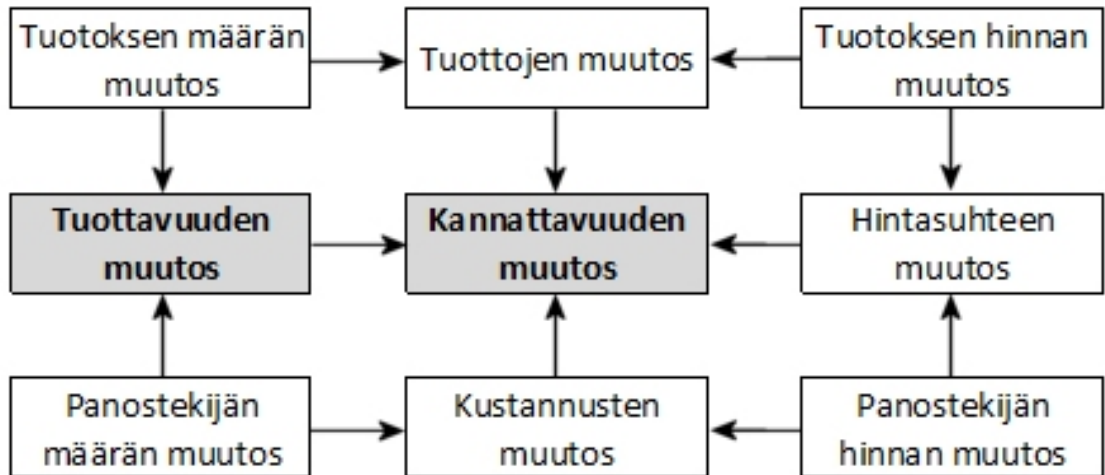 Tuotoksen määrän
muutos
Tuottojen muutos
Tuotoksen hinnan
muutos
Tuottavuuden
muutos
Kannattavuuden
muutos
Hintasuhteen
muutos
Panostekijän
määrän muutos
Kustannusten
muutos
Panostekijän
hinnan muutos